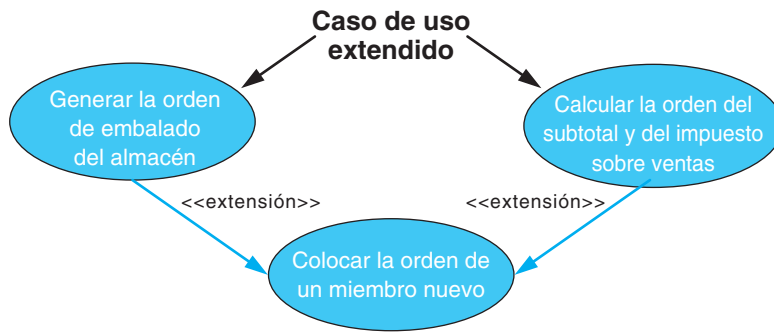 Caso de uso
extendido
Generar la orden
de embalado
del almacén
Calcular la orden del
subtotal y del impuesto
sobre ventas
<<extensión>>
<<extensión>>
Colocar la orden de
un miembro nuevo